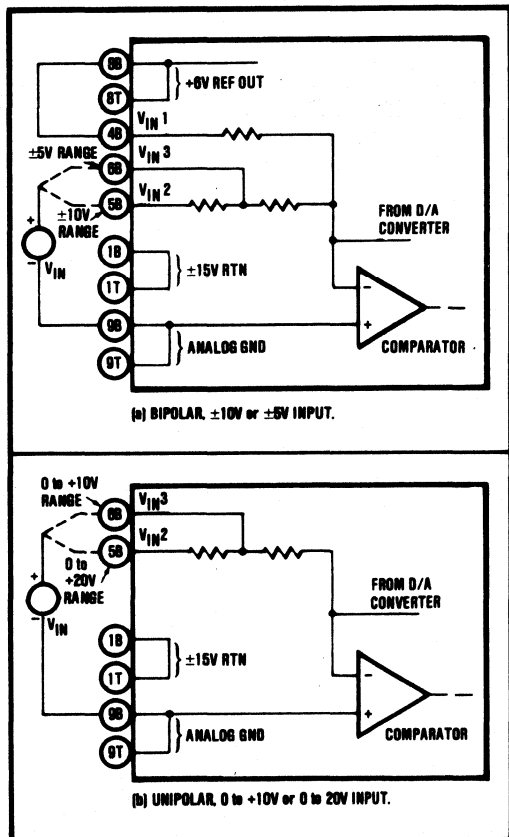 8B
+6V REF OUT
8T
VIN 1
4B
±5V RANGE
VIN 3
6B
VIN 2
5B
±10V
RANGE
FROM D/A
CONVERTER
+
−
VIN
1B
±15V RTN
1T
−
+
9B
ANALOG GND
COMPARATOR
9T
(a) BIPOLAR, ±10V or ±5V INPUT.
0 to +10V
RANGE
VIN3
6B
VIN2
5B
0 to
+20V
RANGE
FROM D/A
CONVERTER
+
−
VIN
1B
±15V RTN
1T
−
+
9B
ANALOG GND
COMPARATOR
9T
(b) UNIPOLAR, 0 to +10V or 0 to 20V INPUT.